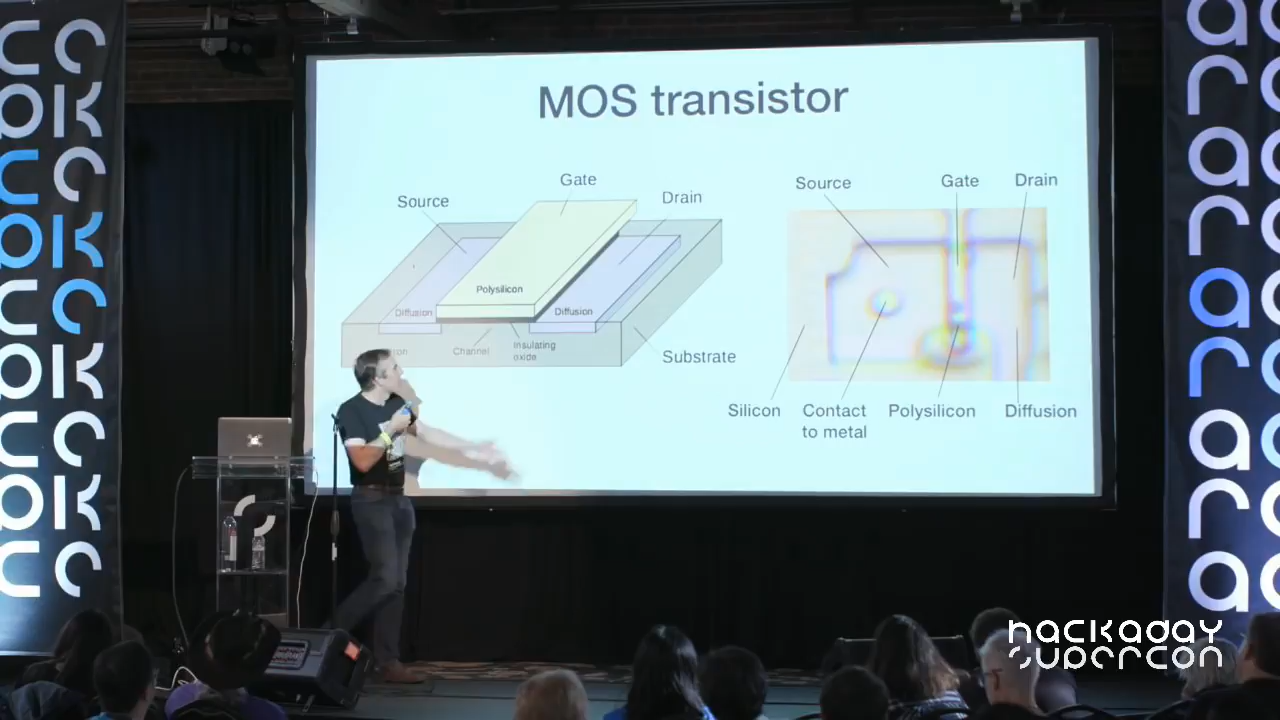 MOS transistor
Gate
Source
Drain
Polysilicon
Diffusion
Diffusion
Channel
Insulating
oxide
Substrate
Source
Gate
Drain
Silicon
Contact
to metal
Polysilicon
Diffusion
hackaday
supercon